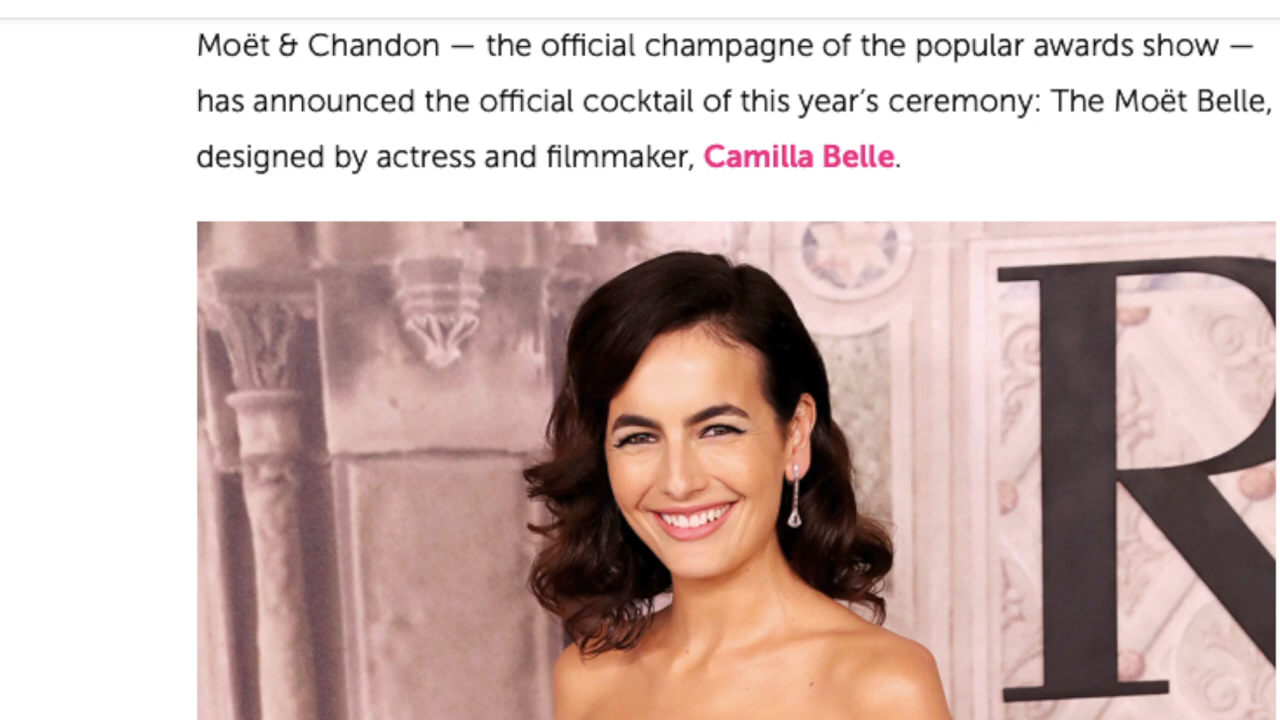 Moët & Chandon — the official champagne of the popular awards show —
has announced the official cocktail of this year’s ceremony: The Moët Belle,
designed by actress and filmmaker, Camilla Belle.
R